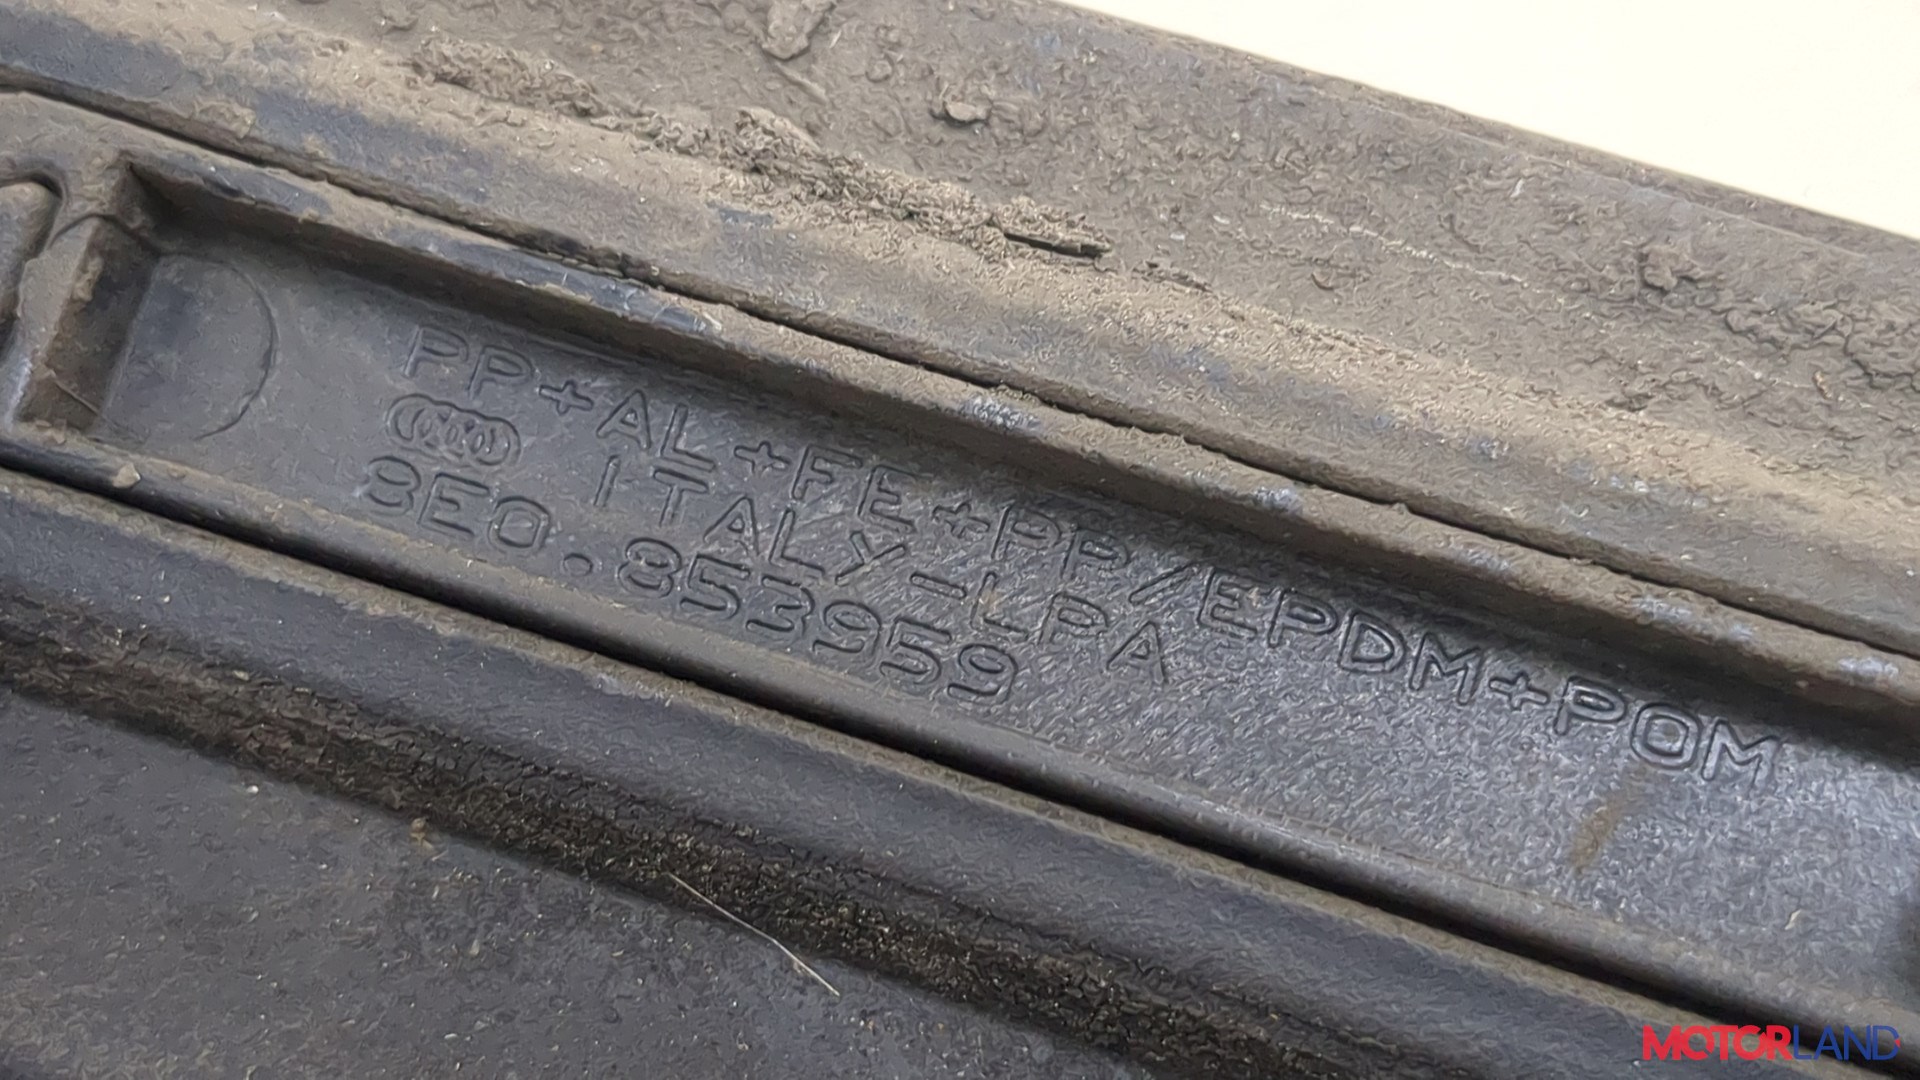 PP+AL+FE+PP/EPDM+POM
ITALY-LPA
8E0.853959
MOTORLAND